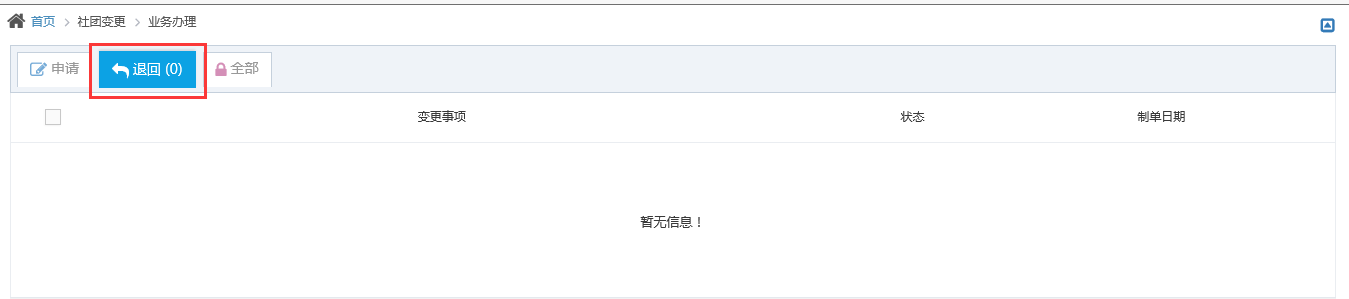 首页 > 社团变更 > 业务办理
申请 退回 (0) 全部
变更事项 状态 制单日期
暂无信息！